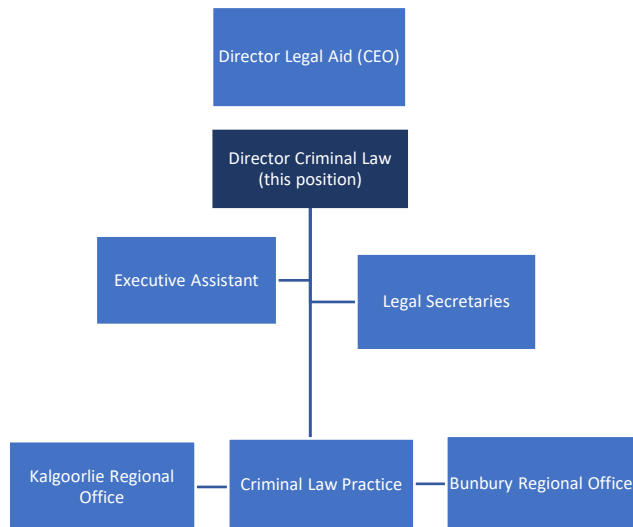 Director Legal Aid (CEO)
Director Criminal Law
(this position)
Executive Assistant
Legal Secretaries
Kalgoorlie Regional
Office
Criminal Law Practice
Bunbury Regional Office